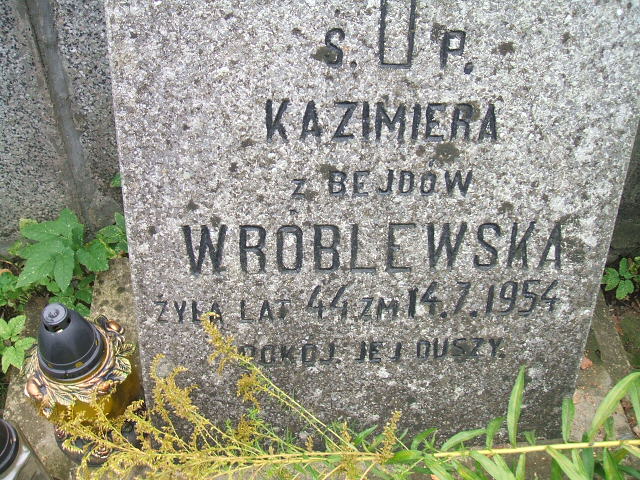 Ś. P.
KAZIMIERA
z BEJDÓW
WRÓBLEWSKA
ŻYŁA LAT 44 ZM 14.7.1954
POKÓJ JEJ DUSZY.